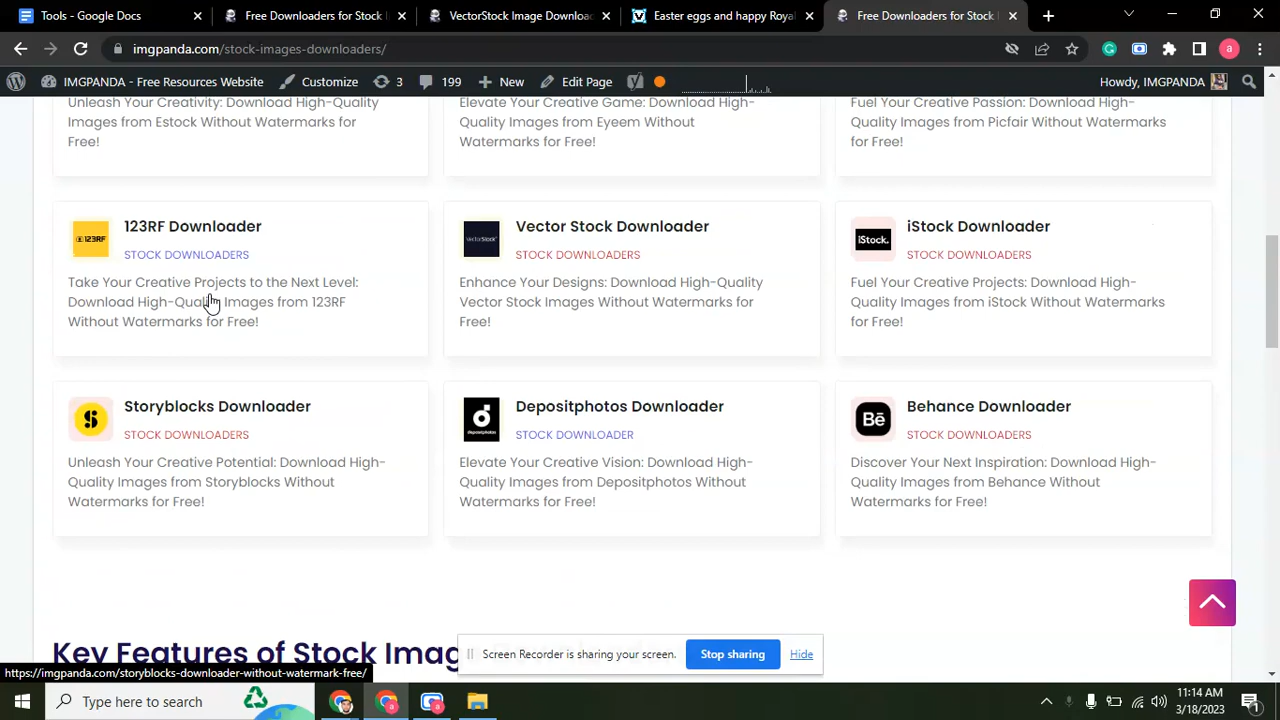 Tools - Google Docs
Free Downloaders for Stock I
VectorStock Image Downloac
Easter eggs and happy Royal
Free Downloaders for Stock I
imgpanda.com/stock-images-downloaders/
IMGPANDA - Free Resources Website
Customize
3
199
New
Edit Page
Howdy, IMGPANDA
Unleash Your Creativity: Download High-Quality
Images from Estock Without Watermarks for
Free!
Elevate Your Creative Game: Download High-
Quality Images from Eyeem Without
Watermarks for Free!
Fuel Your Creative Passion: Download High-
Quality Images from Picfair Without Watermarks
for Free!
123RF
123RF Downloader
STOCK DOWNLOADERS
Take Your Creative Projects to the Next Level:
Download High-Quality Images from 123RF
Without Watermarks for Free!
VectorStock
Vector Stock Downloader
STOCK DOWNLOADERS
Enhance Your Designs: Download High-Quality
Vector Stock Images Without Watermarks for
Free!
iStock.
iStock Downloader
STOCK DOWNLOADERS
Fuel Your Creative Projects: Download High-
Quality Images from iStock Without Watermarks
for Free!
Storyblocks Downloader
STOCK DOWNLOADERS
Unleash Your Creative Potential: Download High-
Quality Images from Storyblocks Without
Watermarks for Free!
depositphotos
Depositphotos Downloader
STOCK DOWNLOADER
Elevate Your Creative Vision: Download High-
Quality Images from Depositphotos Without
Watermarks for Free!
Bē
Behance Downloader
STOCK DOWNLOADERS
Discover Your Next Inspiration: Download High-
Quality Images from Behance Without
Watermarks for Free!
Key Features of Stock Imag
Screen Recorder is sharing your screen.
Stop sharing
Hide
https://imgpanda.com/storyblocks-downloader-without-watermark-free/
Type here to search
11:14 AM
3/18/2023